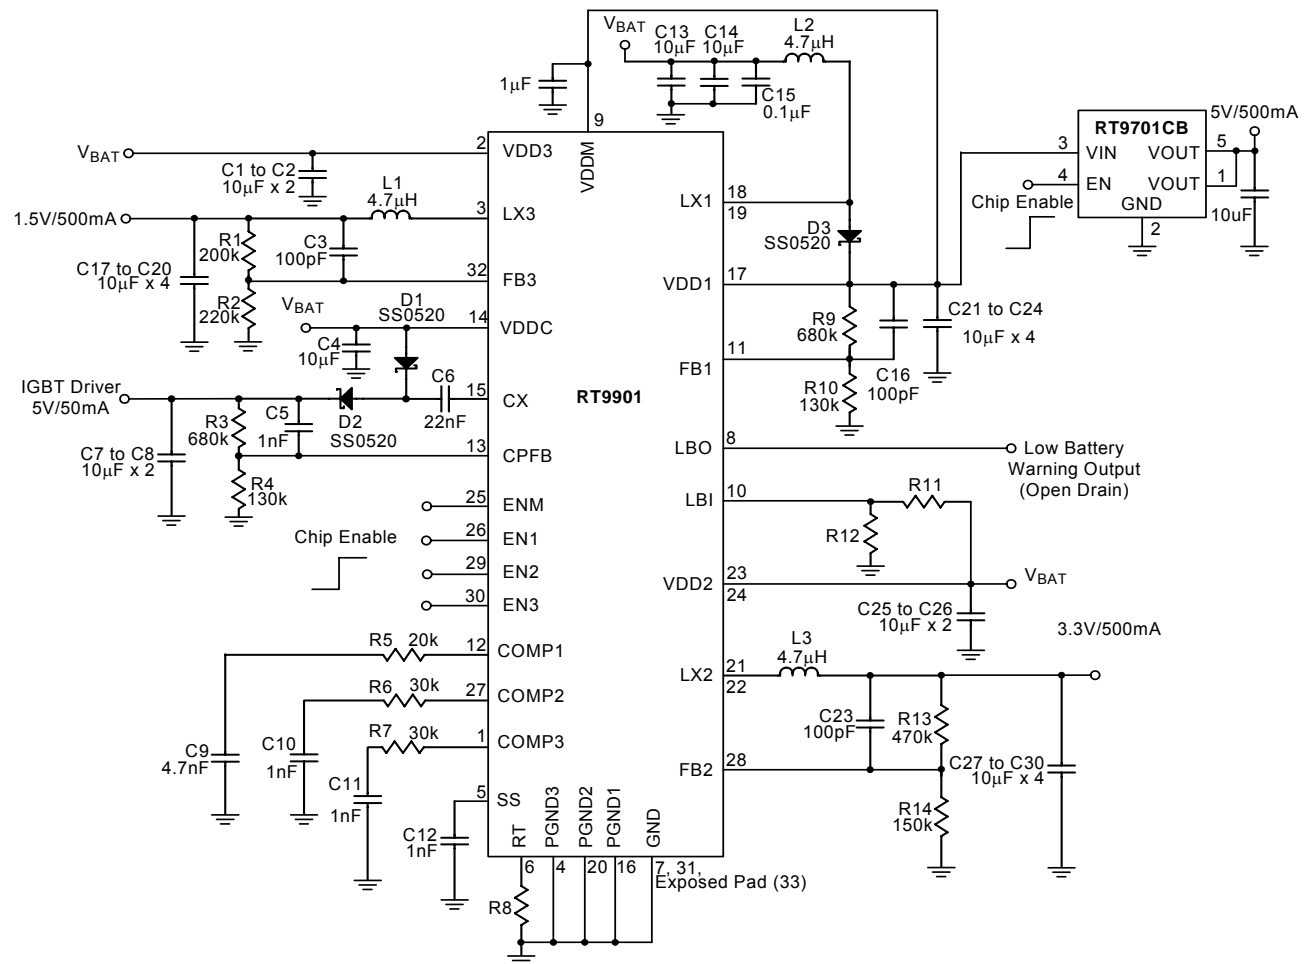 V_BAT
C13
10μF
C14
10μF
L2
4.7μH
1μF
C15
0.1μF
9
VDDM
5V/500mA
RT9701CB
3
VIN
VOUT
5
4
EN
VOUT
1
GND
2
Chip Enable
10uF
V_BAT
2
VDD3
C1 to C2
10μF x 2
L1
4.7μH
1.5V/500mA
3
LX3
18
LX1
19
D3
SS0520
R1
200k
C3
100pF
C17 to C20
10μF x 4
32
FB3
17
VDD1
R2
220k
V_BAT
D1
SS0520
14
VDDC
C4
10μF
R9
680k
C21 to C24
10μF x 4
11
FB1
C16
100pF
R10
130k
IGBT Driver
5V/50mA
C6
22nF
15
CX
RT9901
R3
680k
C5
1nF
D2
SS0520
C7 to C8
10μF x 2
13
CPFB
R4
130k
8
LBO
Low Battery
Warning Output
(Open Drain)
25
ENM
10
LBI
R11
R12
Chip Enable
26
EN1
29
EN2
30
EN3
23
VDD2
24
V_BAT
C25 to C26
10μF x 2
3.3V/500mA
R5
20k
12
COMP1
L3
4.7μH
21
LX2
22
R6
30k
27
COMP2
R7
30k
1
COMP3
C23
100pF
R13
470k
C9
4.7nF
C10
1nF
C11
1nF
28
FB2
C27 to C30
10μF x 4
5
SS
C12
1nF
R14
150k
RT
PGND3
PGND2
PGND1
GND
6
4
20
16
7, 31,
Exposed Pad (33)
R8